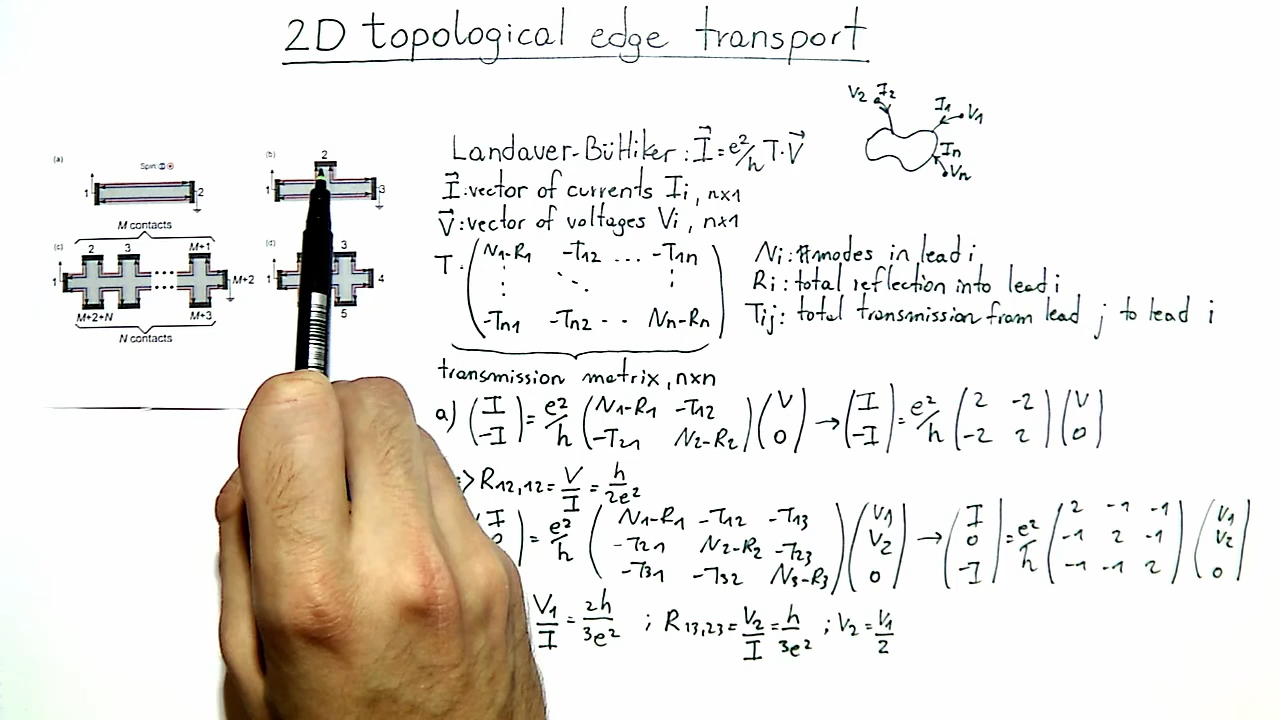 2D topological edge transport
V2 I2
I1 V1
In
Vn
Landauer-Büttiker: I⃗ = e²/h T·V⃗
I⃗: vector of currents Ii, nx1
V⃗: vector of voltages Vi, nx1
T: ( N1-R1 -T12 ... -T1n )
( ⋮ ⋱ ⋮ )
( -Tn1 -Tn2 -- Nn-Rn )
transmission matrix, nxn
Ni: #modes in lead i
Ri: total reflection into lead i
Tij: total transmission from lead j to lead i
a) (I -I) = e²/h (N1-R1 -T12 -T21 N2-R2) (V 0) → (I -I) = e²/h (2 -2 -2 2) (V 0)
=> R12,12 = V/I = h/2e²
(I 0) = e²/h (N1-R1 -T12 -T13 -T21 N2-R2 -T23 -T31 -T32 N3-R3) (V1 V2 0) → (I 0 -I) = e²/h (2 -1 -1 -1 2 -1 -1 -1 2) (V1 V2 0)
V1/I = 2h/3e² ; R13,23 = V2/I = h/3e² ; V2 = V1/2
(a) Spin:
1 2
(b) 2
1 3
M contacts
(c) 2 3 M+1
1 M+2
M+2+N M+3
N contacts
(d) 3
1 4
5